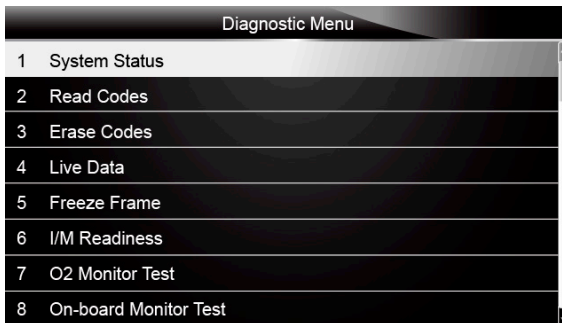 Diagnostic Menu
1 System Status
2 Read Codes
3 Erase Codes
4 Live Data
5 Freeze Frame
6 I/M Readiness
7 O2 Monitor Test
8 On-board Monitor Test